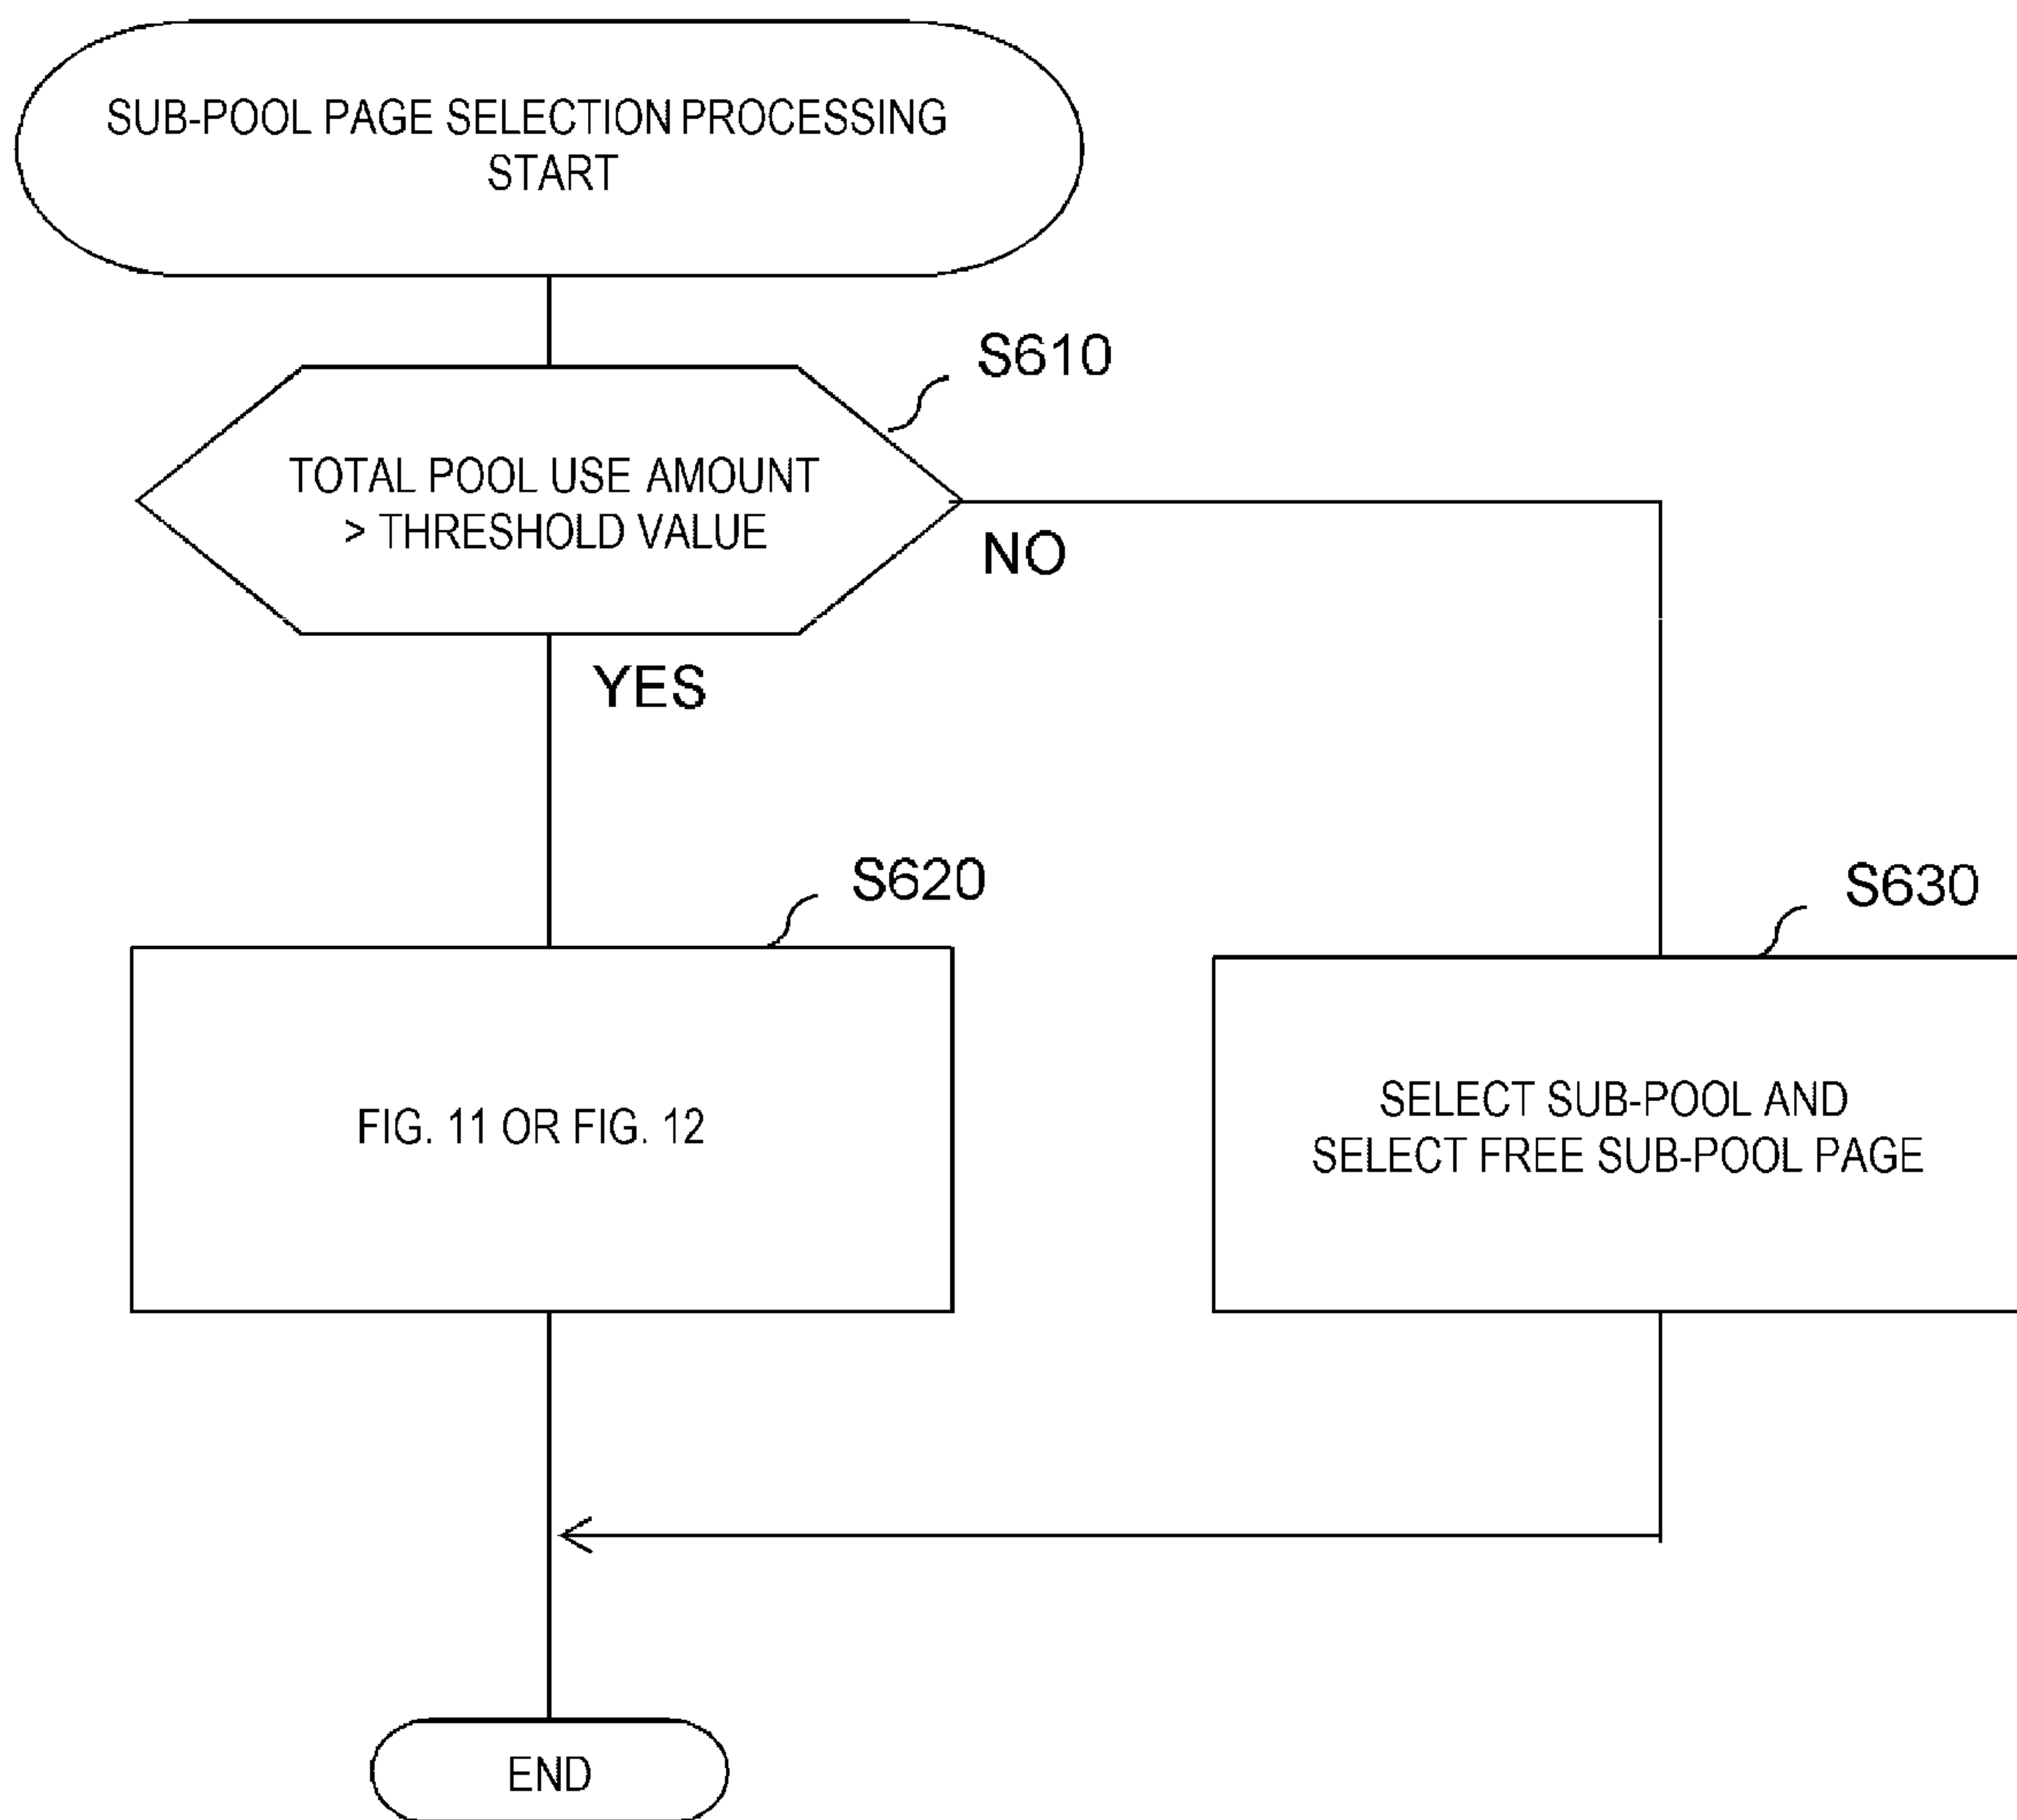 SUB-POOL PAGE SELECTION PROCESSING
START
S610
TOTAL POOL USE AMOUNT
> THRESHOLD VALUE
NO
YES
S620
S630
FIG. 11 OR FIG. 12
SELECT SUB-POOL AND
SELECT FREE SUB-POOL PAGE
END